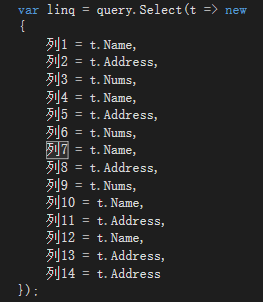 var linq = query.Select(t => new
{
列1 = t.Name,
列2 = t.Address,
列3 = t.Nums,
列4 = t.Name,
列5 = t.Address,
列6 = t.Nums,
列7 = t.Name,
列8 = t.Address,
列9 = t.Nums,
列10 = t.Name,
列11 = t.Address,
列12 = t.Name,
列13 = t.Address,
列14 = t.Address
});